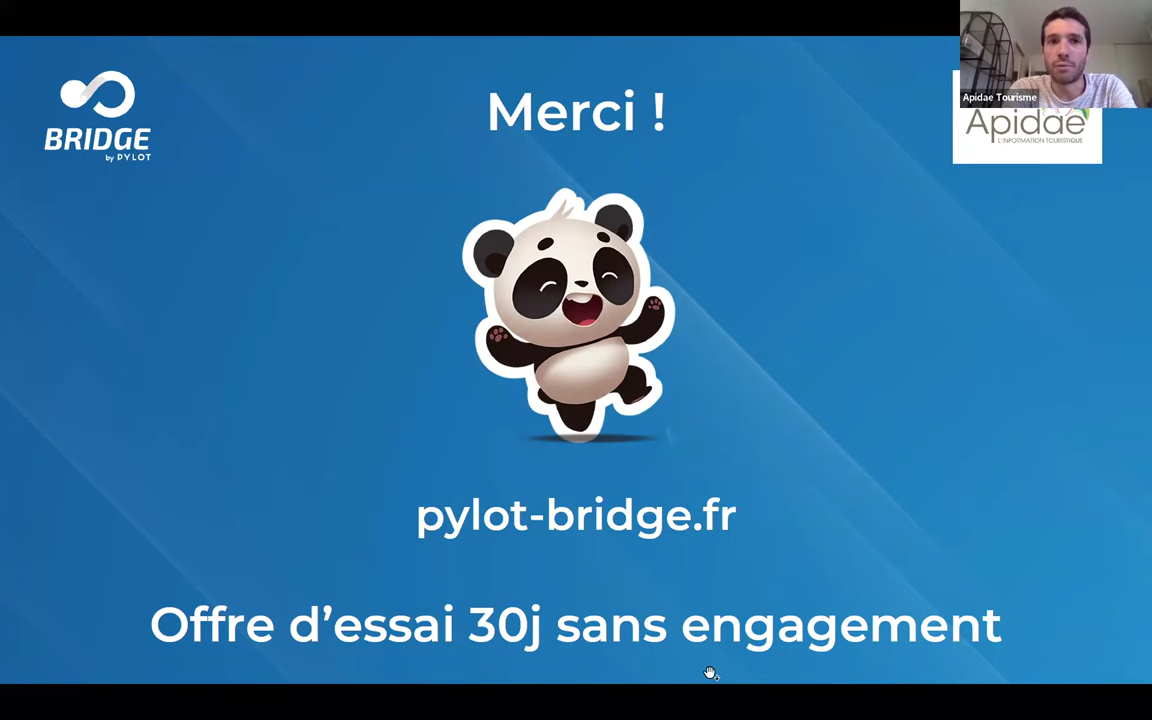 BRIDGE
by PYLOT
Merci !
Apidae Tourisme
Apidae
L'INFORMATION TOURISTIQUE
pylot-bridge.fr
Offre d’essai 30j sans engagement